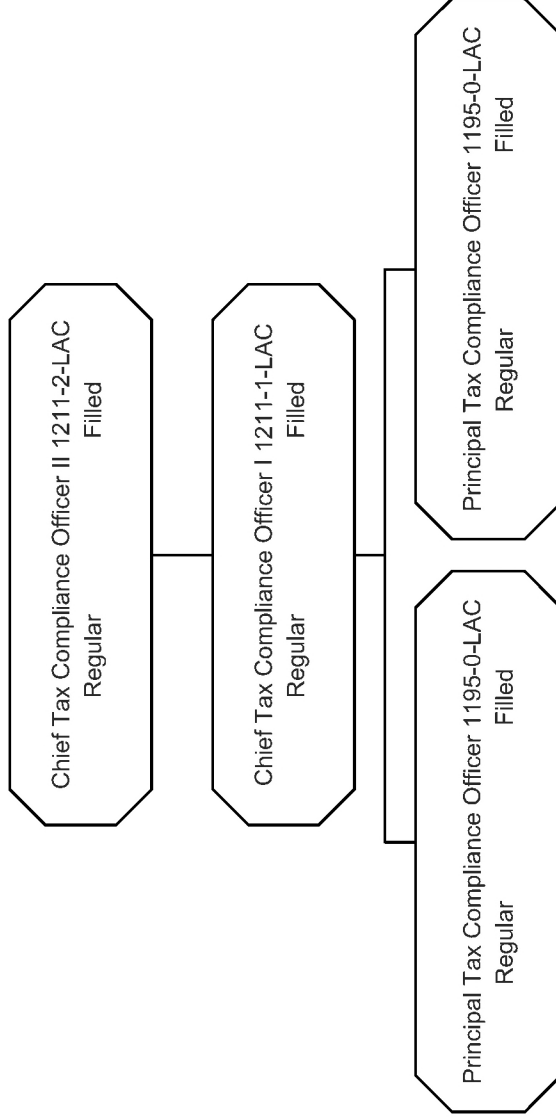 Chief Tax Compliance Officer II 1211-2-LAC
Regular Filled
Chief Tax Compliance Officer I 1211-1-LAC
Regular Filled
Principal Tax Compliance Officer 1195-0-LAC
Regular Filled
Principal Tax Compliance Officer 1195-0-LAC
Regular Filled